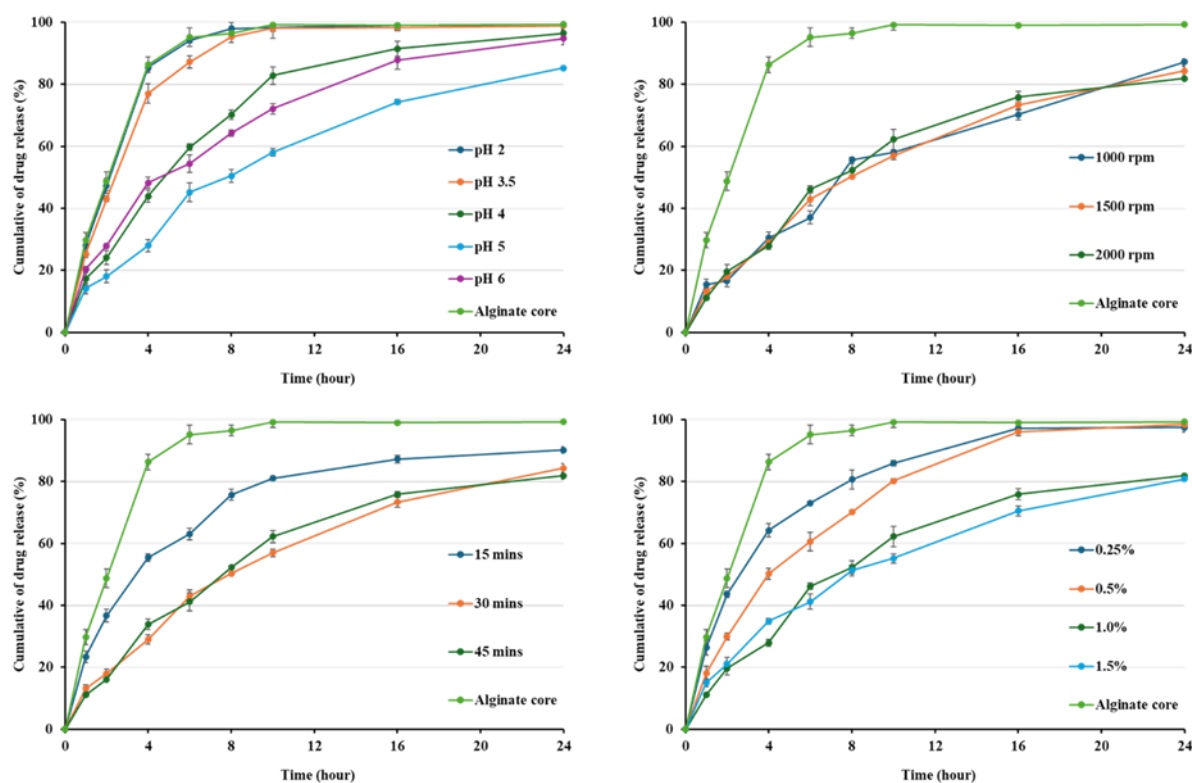 Cumulative of drug release (%)
100
80
60
40
20
0
pH 2
pH 3.5
pH 4
pH 5
pH 6
Alginate core
0 4 8 12 16 20 24
Time (hour)
Cumulative of drug release (%)
100
80
60
40
20
0
1000 rpm
1500 rpm
2000 rpm
Alginate core
0 4 8 12 16 20 24
Time (hour)
Cumulative of drug release (%)
100
80
60
40
20
0
15 mins
30 mins
45 mins
Alginate core
0 4 8 12 16 20 24
Time (hour)
Cumulative of drug release (%)
100
80
60
40
20
0
0.25%
0.5%
1.0%
1.5%
Alginate core
0 4 8 12 16 20 24
Time (hour)